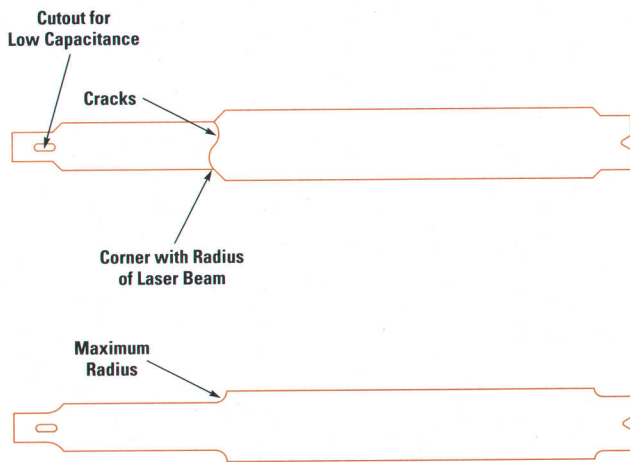 Cutout for
Low Capacitance
Cracks
Corner with Radius
of Laser Beam
Maximum
Radius